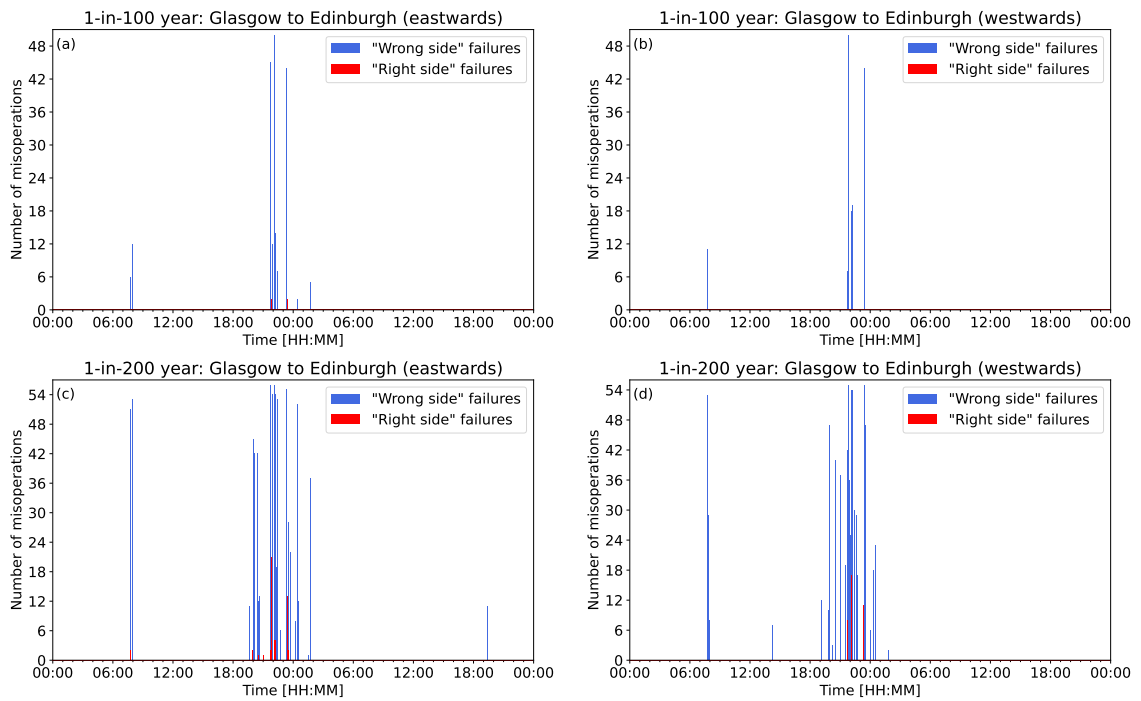 1-in-100 year: Glasgow to Edinburgh (eastwards)
(a)
"Wrong side" failures
"Right side" failures
Number of misoperations
48
42
36
30
24
18
12
6
0
00:00 06:00 12:00 18:00 00:00 06:00 12:00 18:00 00:00
Time [HH:MM]
1-in-100 year: Glasgow to Edinburgh (westwards)
(b)
"Wrong side" failures
"Right side" failures
Number of misoperations
48
42
36
30
24
18
12
6
0
00:00 06:00 12:00 18:00 00:00 06:00 12:00 18:00 00:00
Time [HH:MM]
1-in-200 year: Glasgow to Edinburgh (eastwards)
(c)
"Wrong side" failures
"Right side" failures
Number of misoperations
54
48
42
36
30
24
18
12
6
0
00:00 06:00 12:00 18:00 00:00 06:00 12:00 18:00 00:00
Time [HH:MM]
1-in-200 year: Glasgow to Edinburgh (westwards)
(d)
"Wrong side" failures
"Right side" failures
Number of misoperations
54
48
42
36
30
24
18
12
6
0
00:00 06:00 12:00 18:00 00:00 06:00 12:00 18:00 00:00
Time [HH:MM]